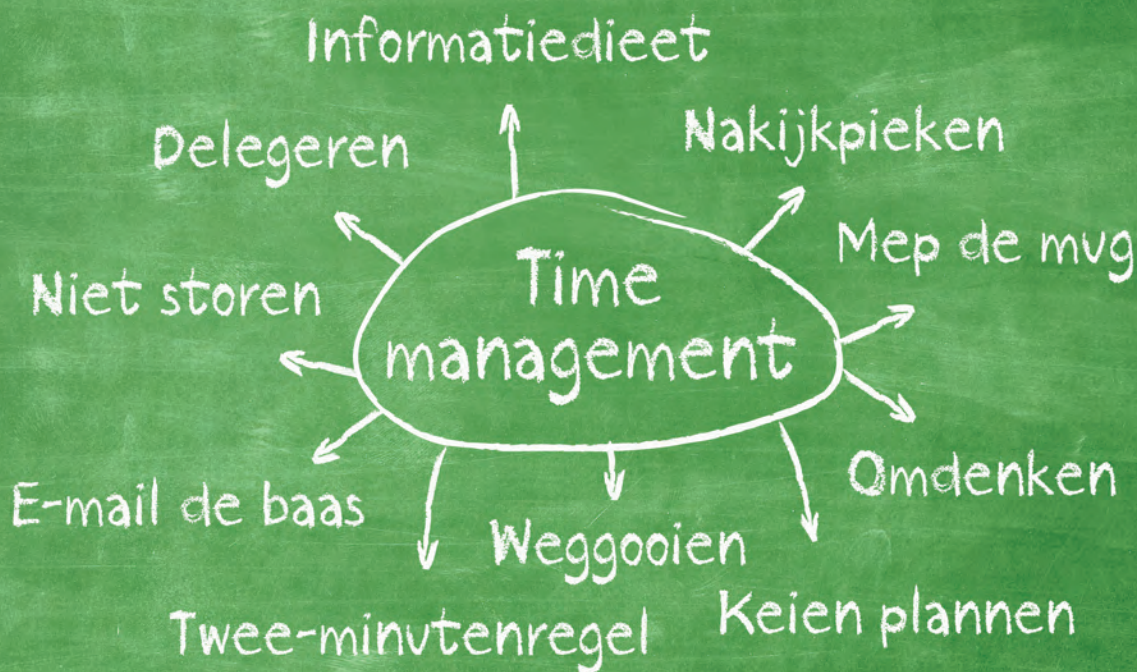 Informatiedieet
Delegeren
Nakijkpieken
Mep de mug
Niet storen
Time
management
Omdenken
E-mail de baas
Weggooien
Keien plannen
Twee-minutenregel